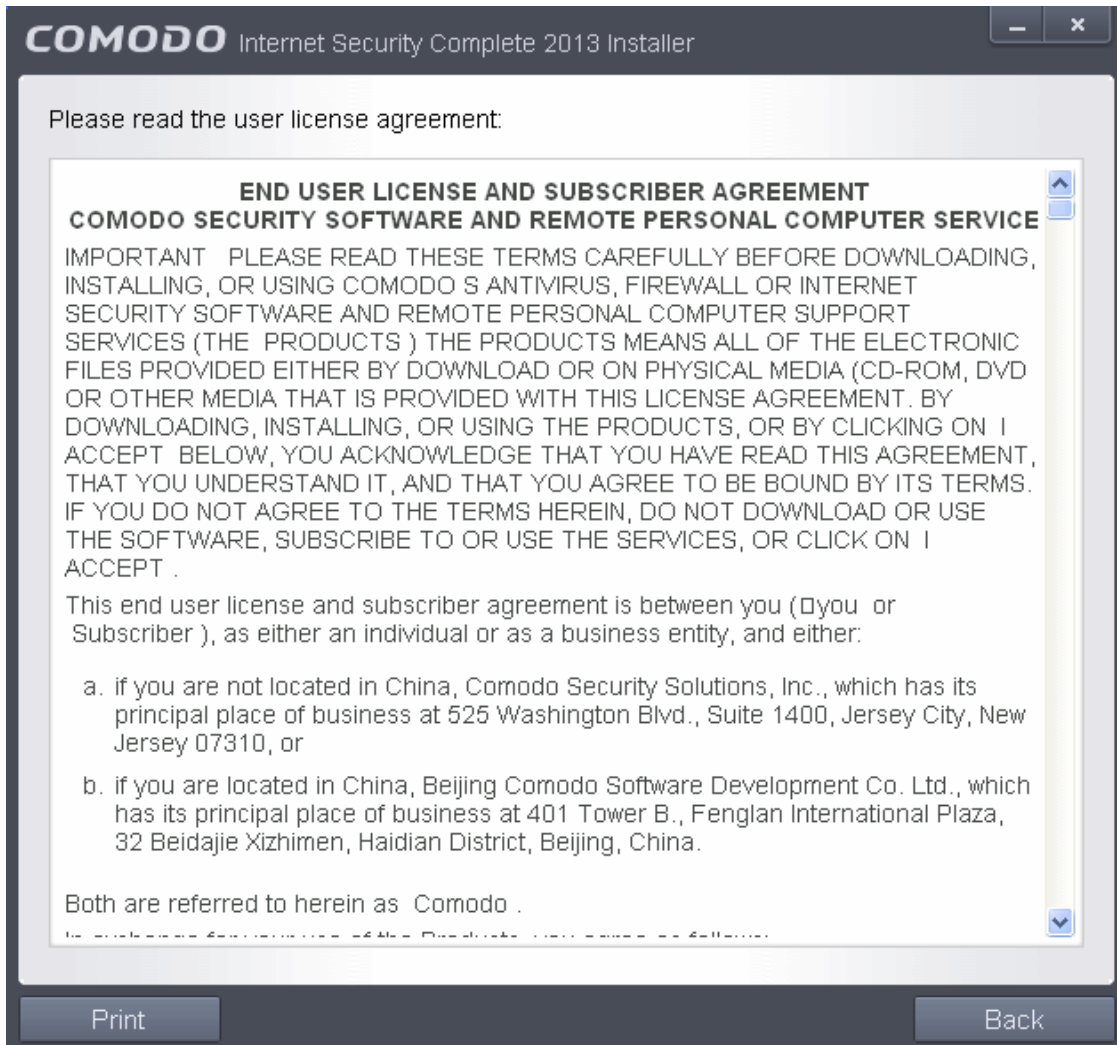 COMODO Internet Security Complete 2013 Installer
Please read the user license agreement:
END USER LICENSE AND SUBSCRIBER AGREEMENT
COMODO SECURITY SOFTWARE AND REMOTE PERSONAL COMPUTER SERVICE
IMPORTANT PLEASE READ THESE TERMS CAREFULLY BEFORE DOWNLOADING,
INSTALLING, OR USING COMODO S ANTIVIRUS, FIREWALL OR INTERNET
SECURITY SOFTWARE AND REMOTE PERSONAL COMPUTER SUPPORT
SERVICES (THE PRODUCTS ) THE PRODUCTS MEANS ALL OF THE ELECTRONIC
FILES PROVIDED EITHER BY DOWNLOAD OR ON PHYSICAL MEDIA (CD-ROM, DVD
OR OTHER MEDIA THAT IS PROVIDED WITH THIS LICENSE AGREEMENT. BY
DOWNLOADING, INSTALLING, OR USING THE PRODUCTS, OR BY CLICKING ON I
ACCEPT BELOW, YOU ACKNOWLEDGE THAT YOU HAVE READ THIS AGREEMENT,
THAT YOU UNDERSTAND IT, AND THAT YOU AGREE TO BE BOUND BY ITS TERMS.
IF YOU DO NOT AGREE TO THE TERMS HEREIN, DO NOT DOWNLOAD OR USE
THE SOFTWARE, SUBSCRIBE TO OR USE THE SERVICES, OR CLICK ON I
ACCEPT .
This end user license and subscriber agreement is between you (□you or
Subscriber ), as either an individual or as a business entity, and either:
a. if you are not located in China, Comodo Security Solutions, Inc., which has its
principal place of business at 525 Washington Blvd., Suite 1400, Jersey City, New
Jersey 07310, or
b. if you are located in China, Beijing Comodo Software Development Co. Ltd., which
has its principal place of business at 401 Tower B., Fenglan International Plaza,
32 Beidajie Xizhimen, Haidian District, Beijing, China.
Both are referred to herein as Comodo .
In exchange for your use of the Products, you agree as follows:
Print
Back